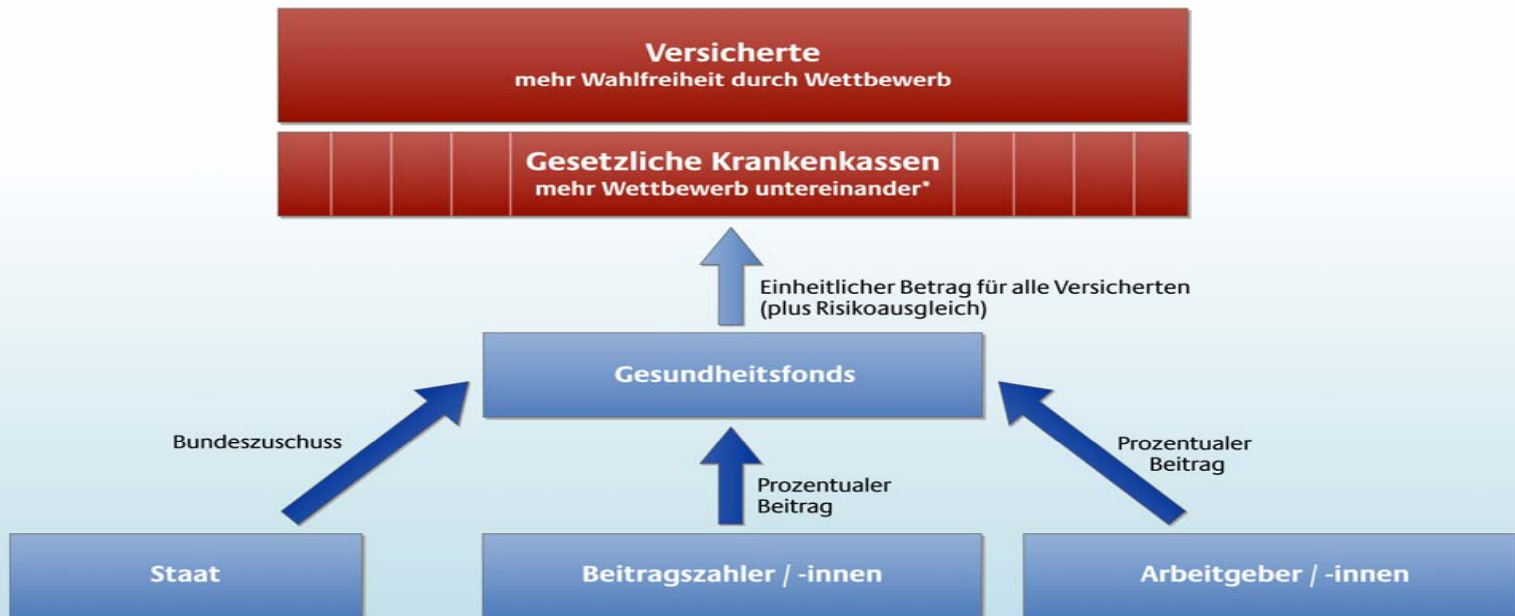 Versicherte
mehr Wahlfreiheit durch Wettbewerb
Gesetzliche Krankenkassen
mehr Wettbewerb untereinander*
Einheitlicher Betrag für alle Versicherten
(plus Risikoausgleich)
Gesundheitsfonds
Bundeszuschuss
Prozentualer
Beitrag
Prozentualer
Beitrag
Staat
Beitragszahler / -innen
Arbeitgeber / -innen